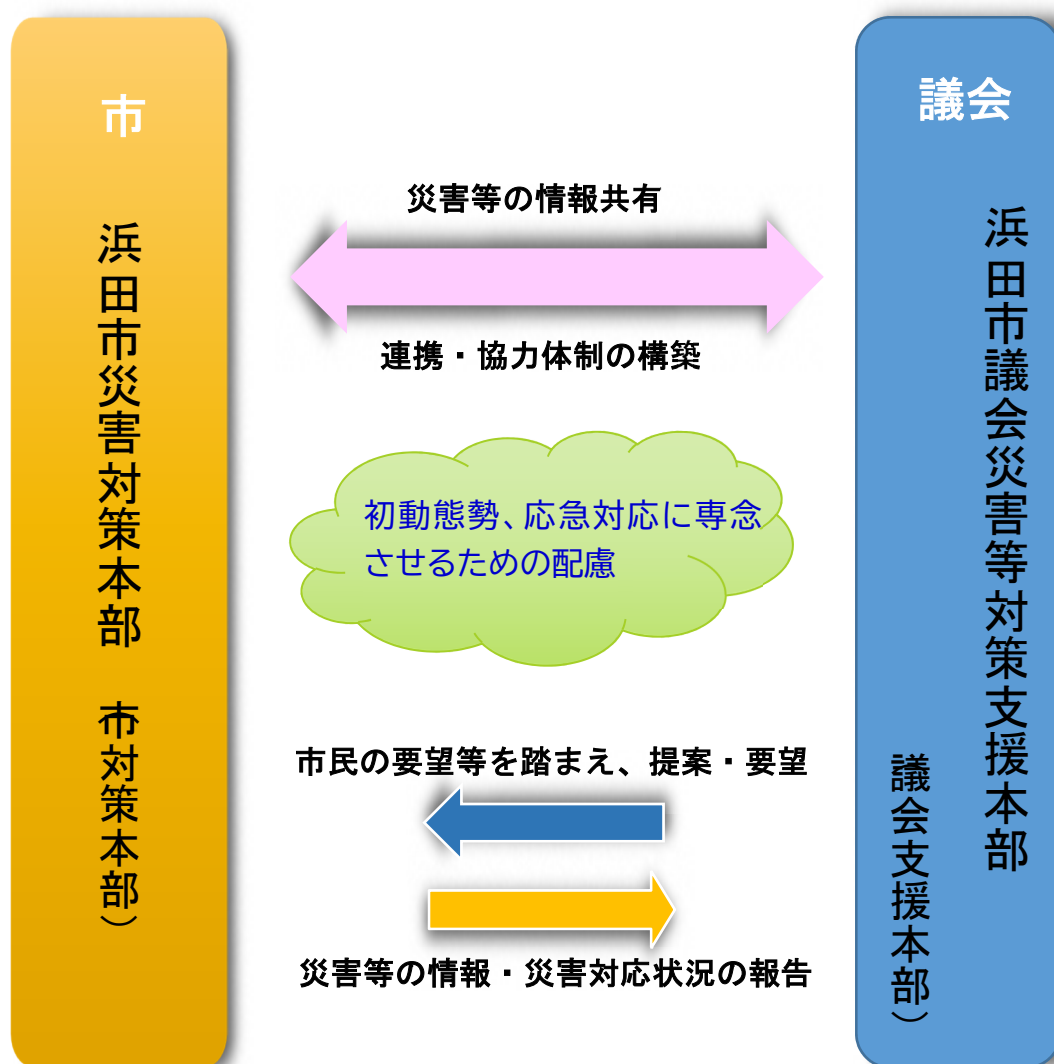 市
浜田市災害対策本部 市対策本部）
議会
浜田市議会災害等対策支援本部
議会支援本部）
災害等の情報共有
連携・協力体制の構築
初動態勢、応急対応に専念
させるための配慮
市民の要望等を踏まえ、提案・要望
災害等の情報・災害対応状況の報告